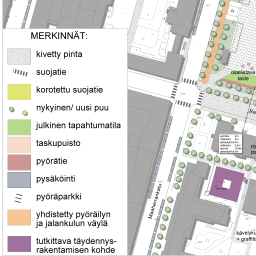 MERKINNÄT:
kivetty pinta
suojatie
korotettu suojatie
nykyinen/ uusi puu
julkinen tapahtumatila
taskupuisto
pyörätie
pysäköinti
pyöräparkki
yhdistetty pyöräilyn
ja jalankulun väylä
tutkittava täydennys-
rakentamisen kohde
taide